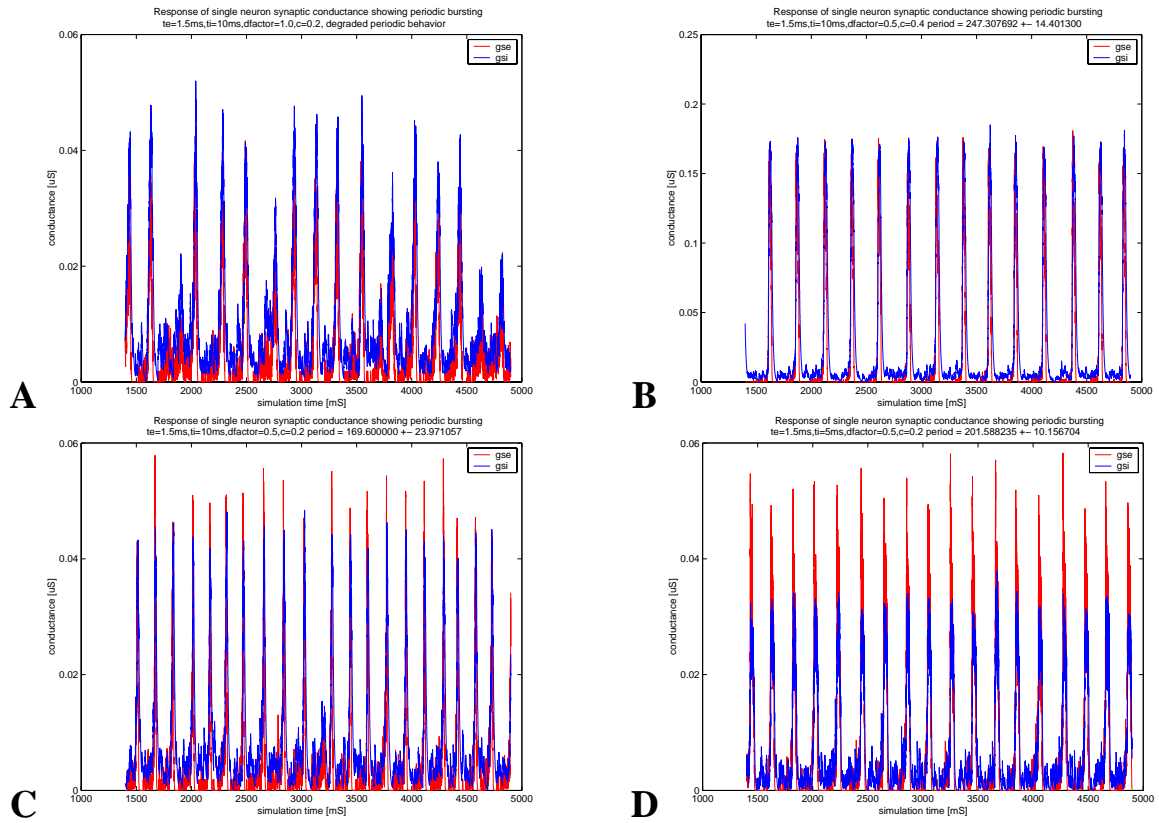 Response of single neuron synaptic conductance showing periodic bursting
te=1.5ms,ti=10ms,dfactor=1.0,c=0.2, degraded periodic behavior
0.06
gse
gsi
0.04
conductance [uS]
0.02
0
1000 1500 2000 2500 3000 3500 4000 4500 5000
simulation time [mS]
A
Response of single neuron synaptic conductance showing periodic bursting
te=1.5ms,ti=10ms,dfactor=0.5,c=0.4 period = 247.307692 +− 14.401300
0.25
gse
gsi
0.2
0.15
conductance [uS]
0.1
0.05
0
1000 1500 2000 2500 3000 3500 4000 4500 5000
simulation time [mS]
B
Response of single neuron synaptic conductance showing periodic bursting
te=1.5ms,ti=10ms,dfactor=0.5,c=0.2 period = 169.600000 +− 23.971057
0.06
gse
gsi
0.04
conductance [uS]
0.02
0
1000 1500 2000 2500 3000 3500 4000 4500 5000
simulation time [mS]
C
Response of single neuron synaptic conductance showing periodic bursting
te=1.5ms,ti=5ms,dfactor=0.5,c=0.2 period = 201.588235 +− 10.156704
0.06
gse
gsi
0.04
conductance [uS]
0.02
0
1000 1500 2000 2500 3000 3500 4000 4500 5000
simulation time [mS]
D